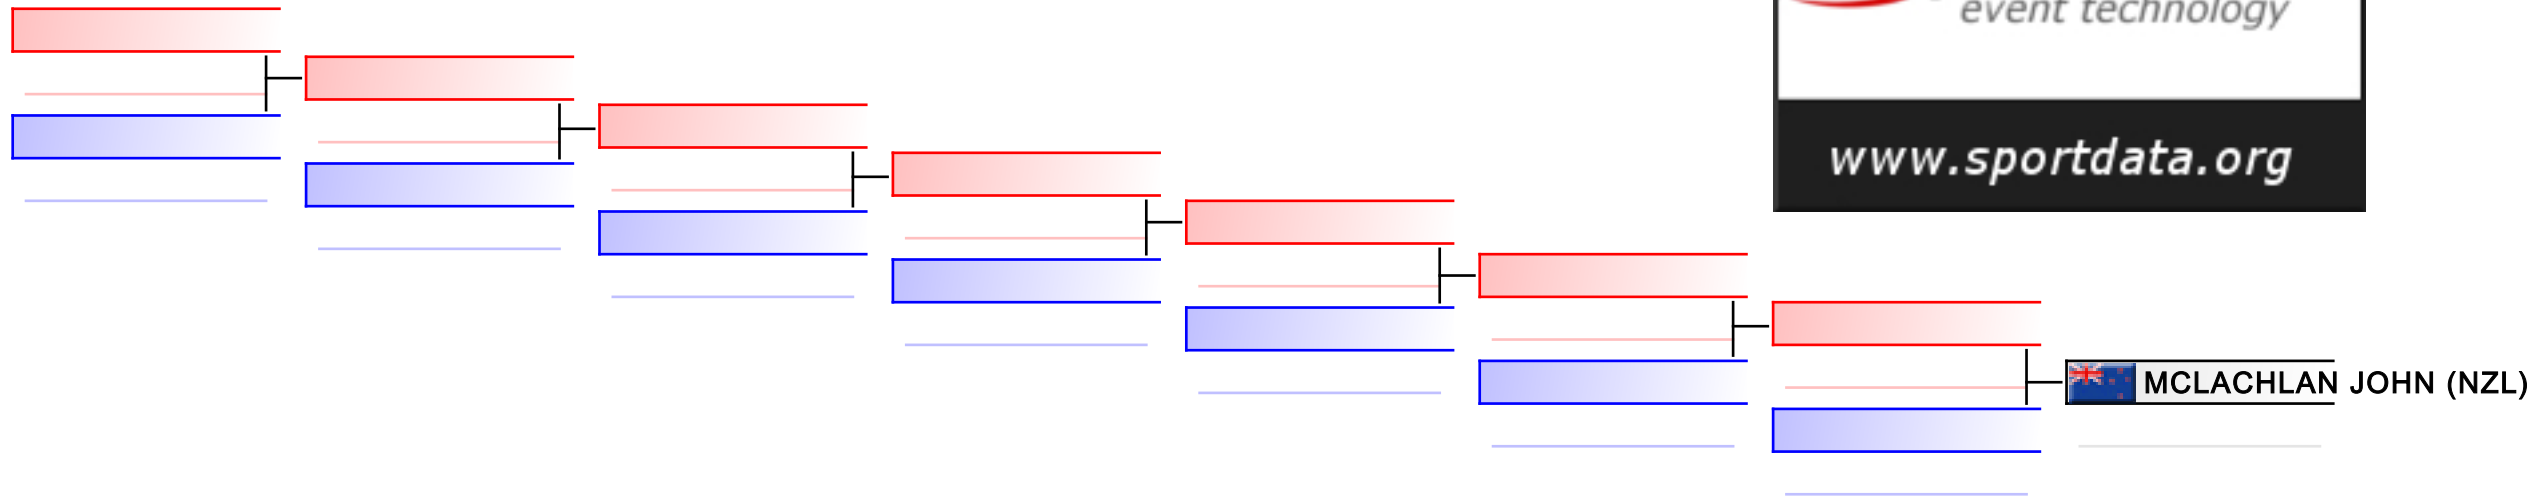 event technology
www.sportdata.org
MCLACHLAN JOHN (NZL)